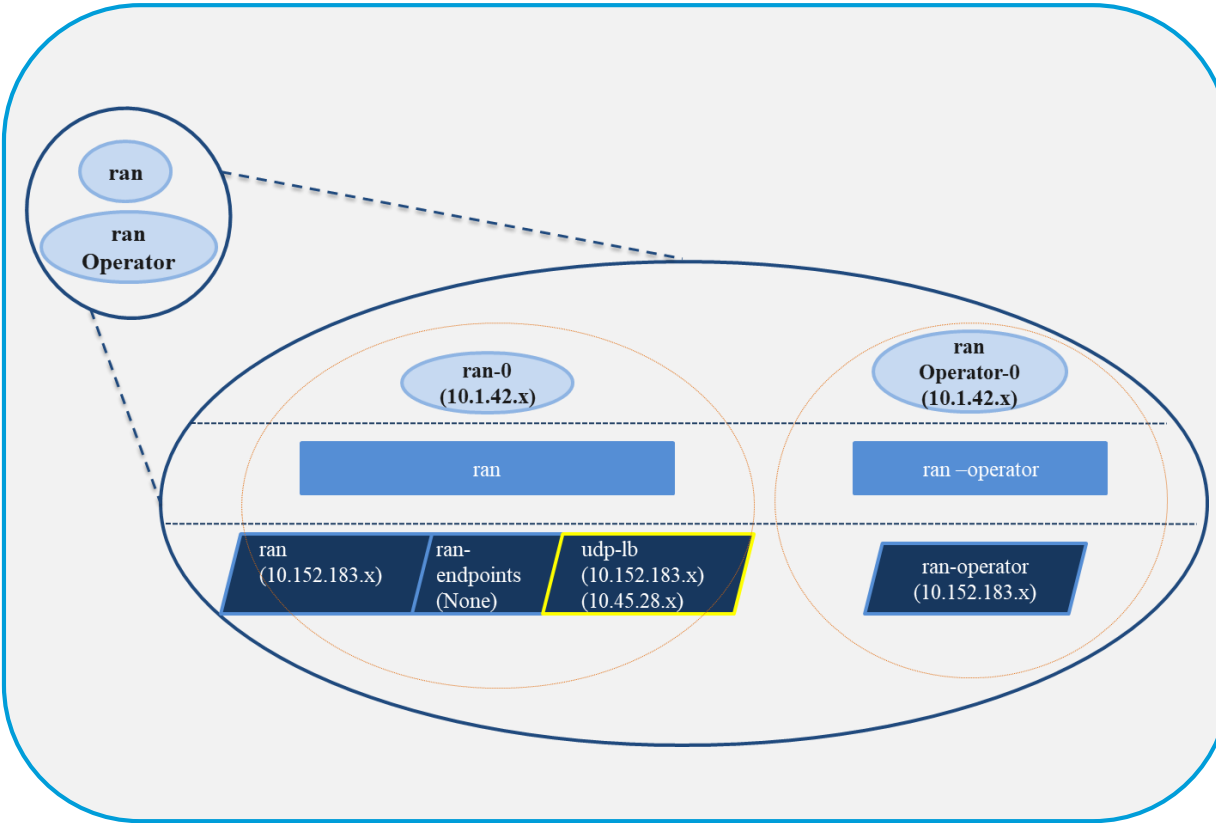 ran
ran
Operator
ran-0
(10.1.42.x)
ran
Operator-0
(10.1.42.x)
ran
ran –operator
ran
(10.152.183.x)
ran-
endpoints
(None)
udp-lb
(10.152.183.x)
(10.45.28.x)
ran-operator
(10.152.183.x)